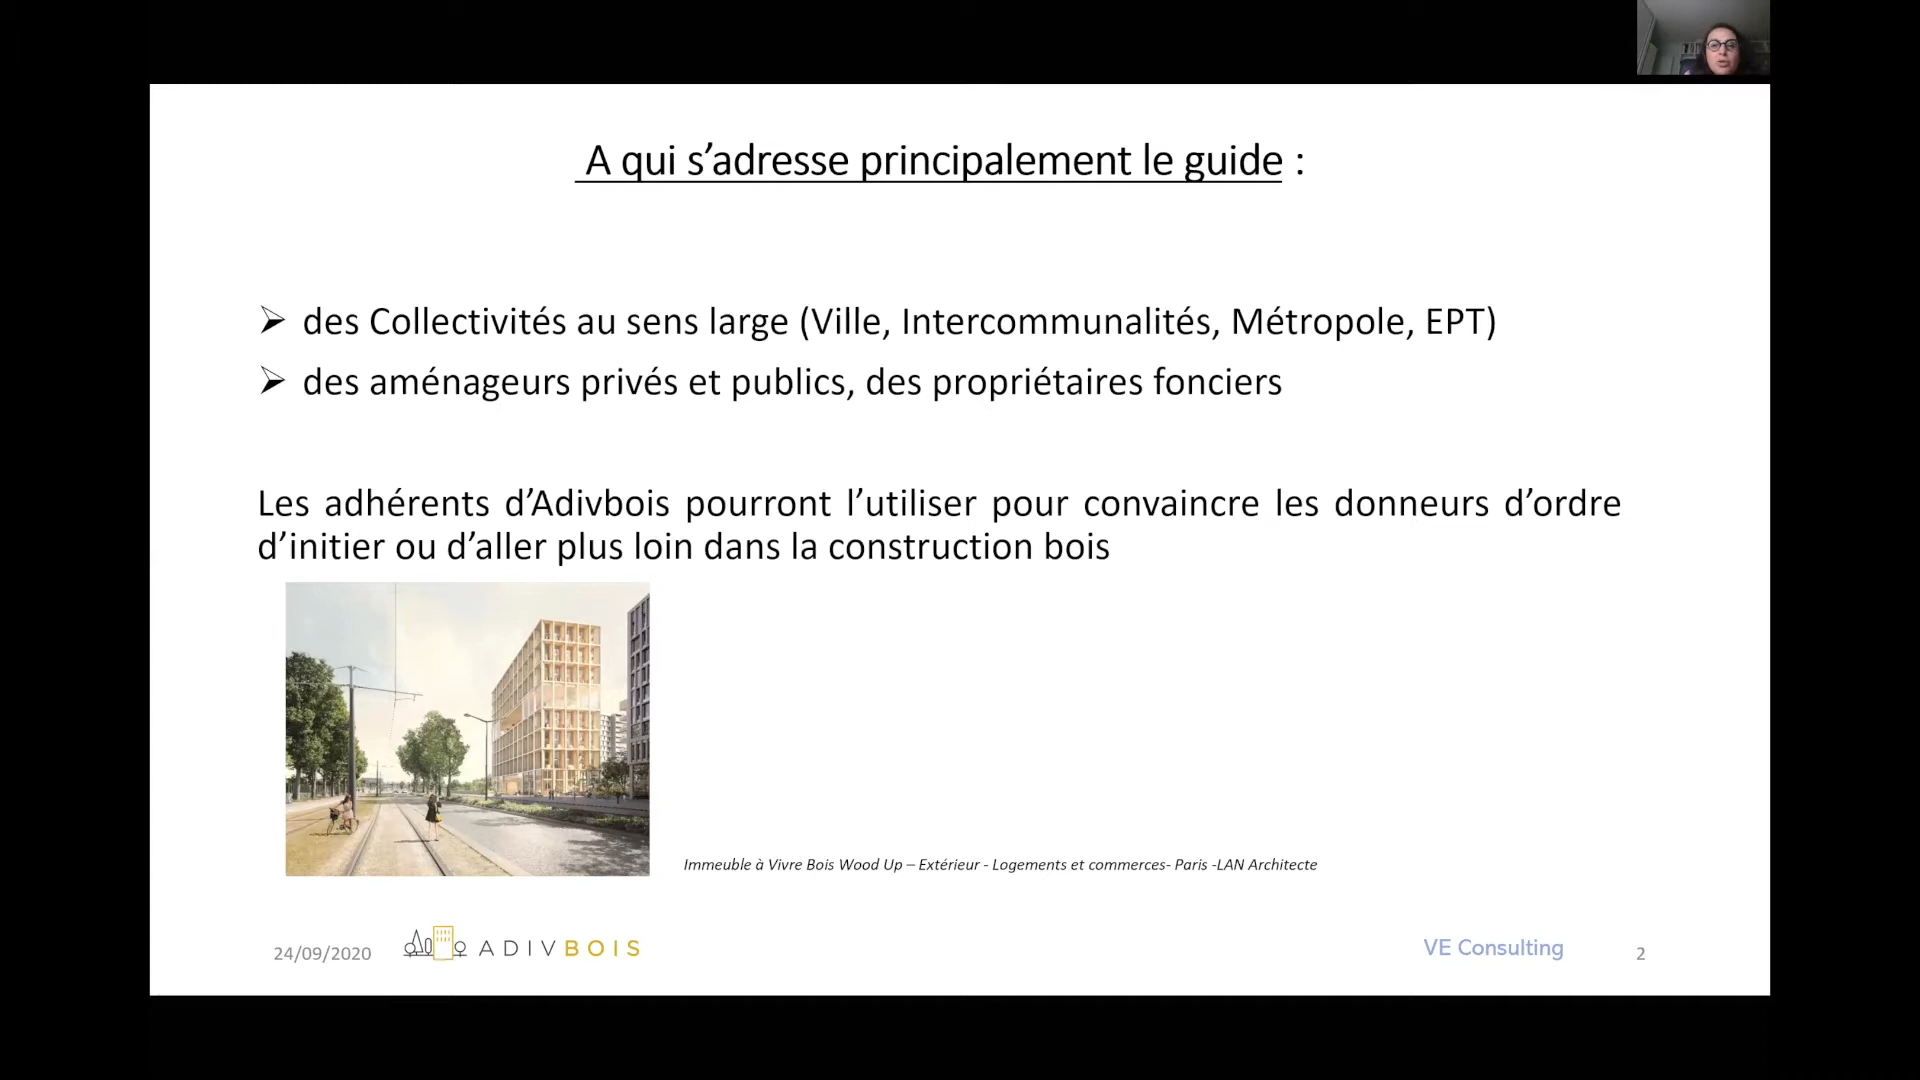 A qui s’adresse principalement le guide :
➢ des Collectivités au sens large (Ville, Intercommunalités, Métropole, EPT)
➢ des aménageurs privés et publics, des propriétaires fonciers
Les adhérents d’Adivbois pourront l’utiliser pour convaincre les donneurs d’ordre
d’initier ou d’aller plus loin dans la construction bois
Immeuble à Vivre Bois Wood Up – Extérieur - Logements et commerces- Paris -LAN Architecte
24/09/2020
ADIVBOIS
VE Consulting
2